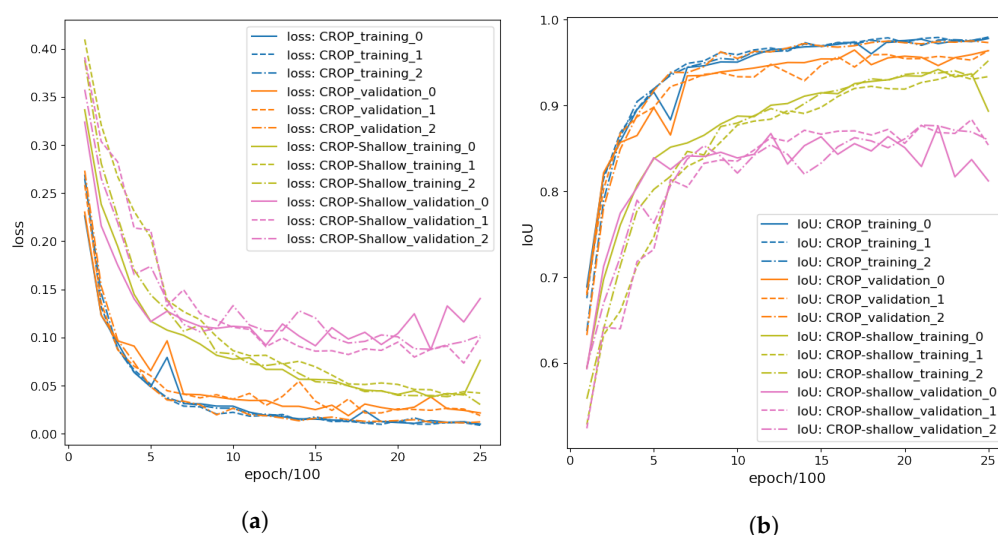 0.40
0.35
0.30
0.25
0.20
0.15
0.10
0.05
0.00
loss
0
5
10
15
20
25
epoch/100
loss: CROP_training_0
loss: CROP_training_1
loss: CROP_training_2
loss: CROP_validation_0
loss: CROP_validation_1
loss: CROP_validation_2
loss: CROP-Shallow_training_0
loss: CROP-Shallow_training_1
loss: CROP-Shallow_training_2
loss: CROP-Shallow_validation_0
loss: CROP-Shallow_validation_1
loss: CROP-Shallow_validation_2
(a)
1.0
0.9
0.8
0.7
0.6
IoU
0
5
10
15
20
25
epoch/100
IoU: CROP_training_0
IoU: CROP_training_1
IoU: CROP_training_2
IoU: CROP_validation_0
IoU: CROP_validation_1
IoU: CROP_validation_2
IoU: CROP-shallow_training_0
IoU: CROP-shallow_training_1
IoU: CROP-shallow_training_2
IoU: CROP-shallow_validation_0
IoU: CROP-shallow_validation_1
IoU: CROP-shallow_validation_2
(b)